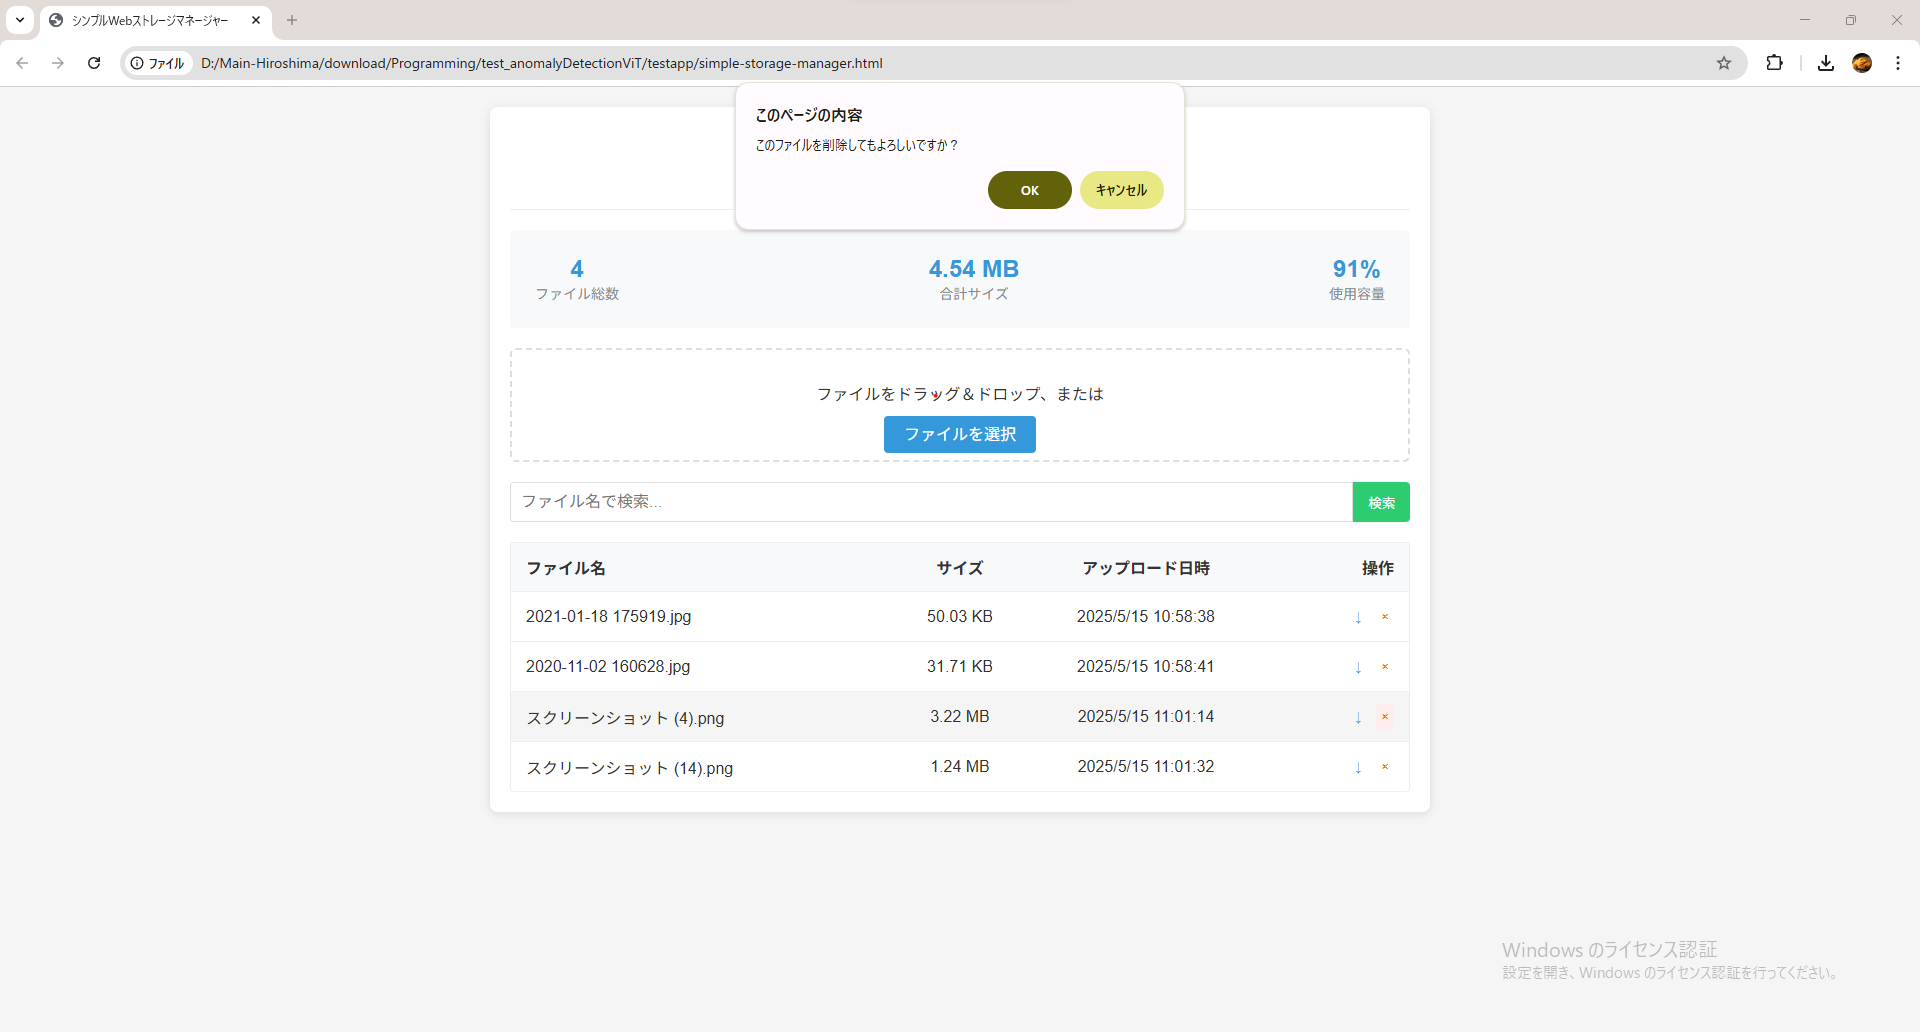 シンプルWebストレージマネージャー
ファイル
D:/Main-Hiroshima/download/Programming/test_anomalyDetectionViT/testapp/simple-storage-manager.html
このページの内容
このファイルを削除してもよろしいですか？
OK
キャンセル
4
4.54 MB
91%
ファイル総数
合計サイズ
使用容量
ファイルをドラッグ＆ドロップ、または
ファイルを選択
ファイル名で検索...
検索
ファイル名 サイズ アップロード日時 操作
2021-01-18 175919.jpg 50.03 KB 2025/5/15 10:58:38 ↓ ×
2020-11-02 160628.jpg 31.71 KB 2025/5/15 10:58:41 ↓ ×
スクリーンショット (4).png 3.22 MB 2025/5/15 11:01:14 ↓ ×
スクリーンショット (14).png 1.24 MB 2025/5/15 11:01:32 ↓ ×
Windows のライセンス認証
設定を開き、Windows のライセンス認証を行ってください。